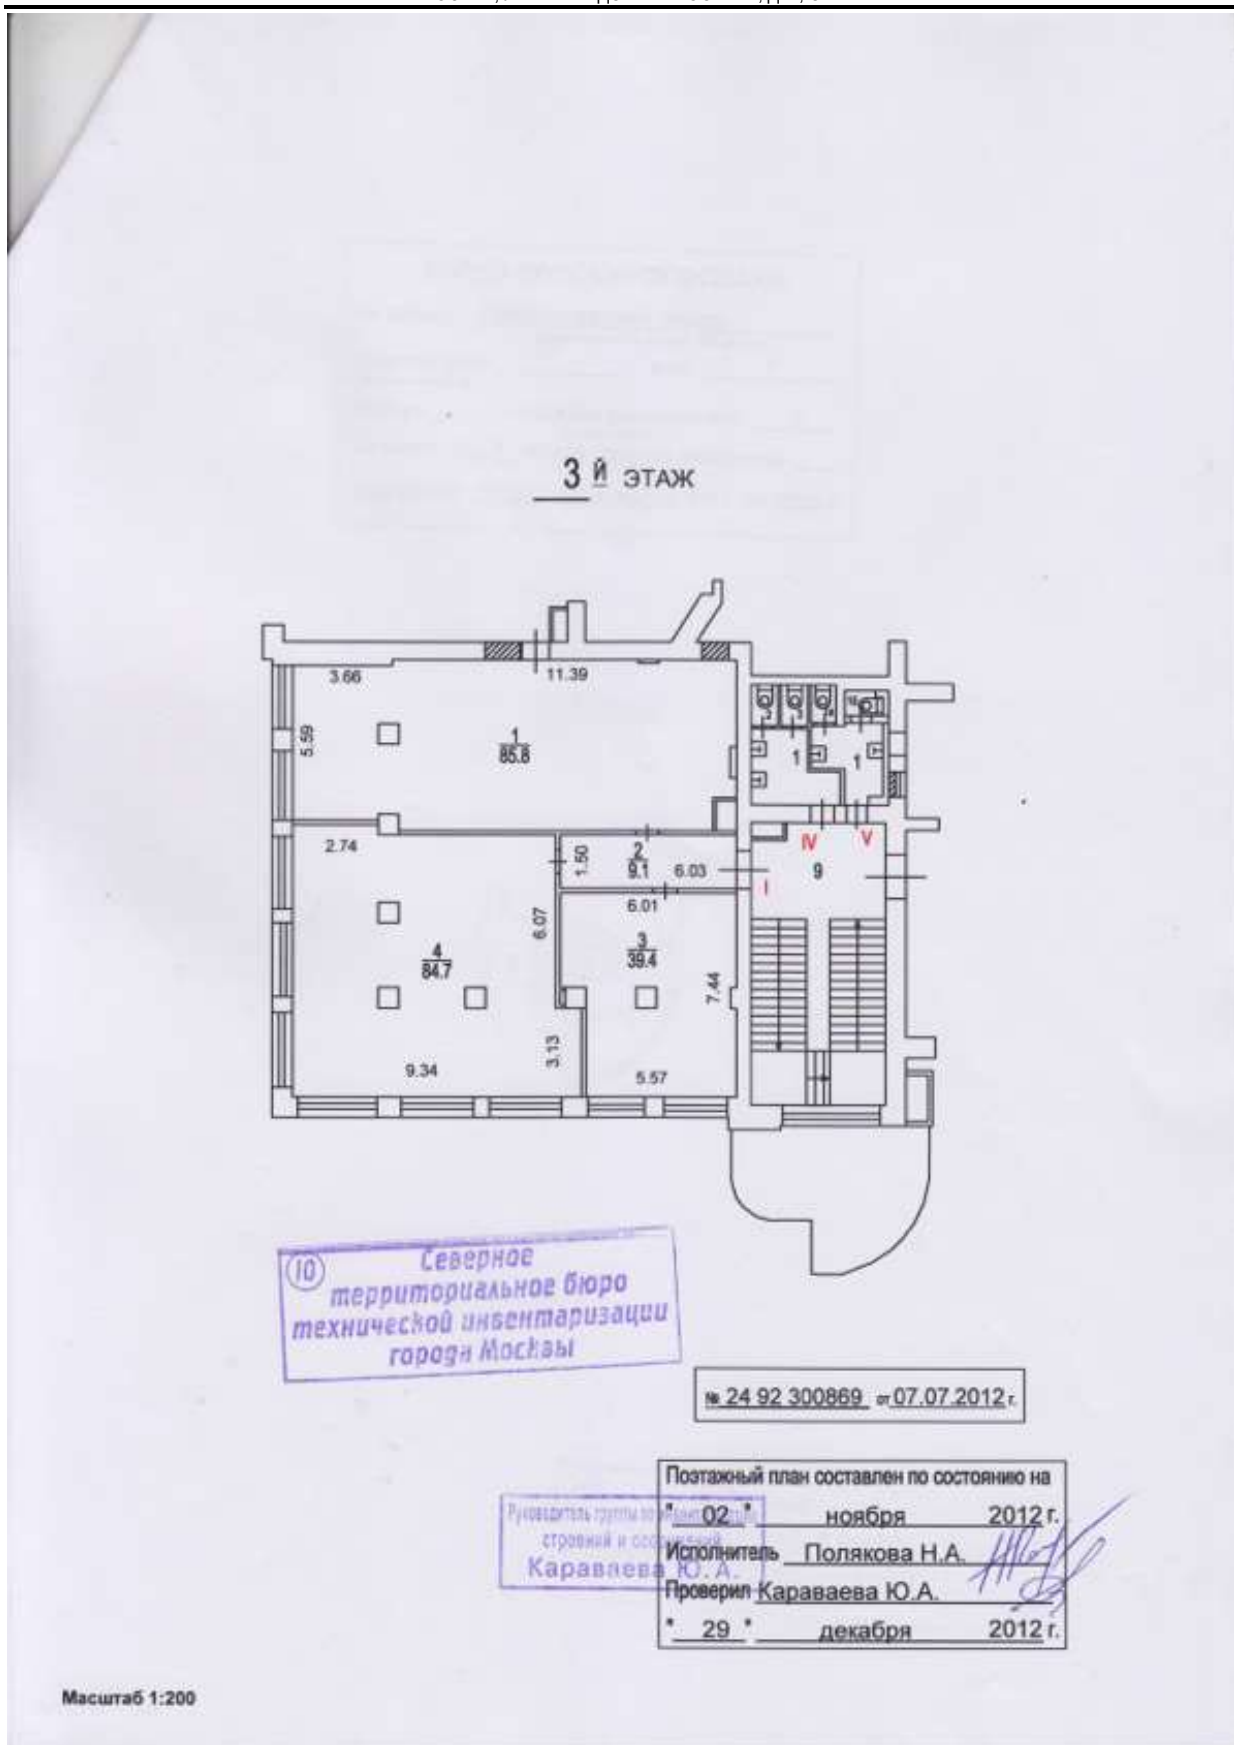 3 й ЭТАЖ
3.66
11.39
5.59
1
85.8
1
1
2.74
1.50
2
9.1
6.03
IV
V
9
I
6.01
6.07
4
84.7
3
39.4
7.44
3.13
9.34
5.57
10
Северное
территориальное бюро
технической инвентаризации
города Москвы
№ 24 92 300869 от 07.07.2012 г.
Поэтажный план составлен по состоянию на
" 02 " ноября 2012 г.
Исполнитель Полякова Н.А.
Проверил Караваева Ю.А.
" 29 " декабря 2012 г.
Руководитель группы по
строений и
Караваева Ю.А.
Масштаб 1:200